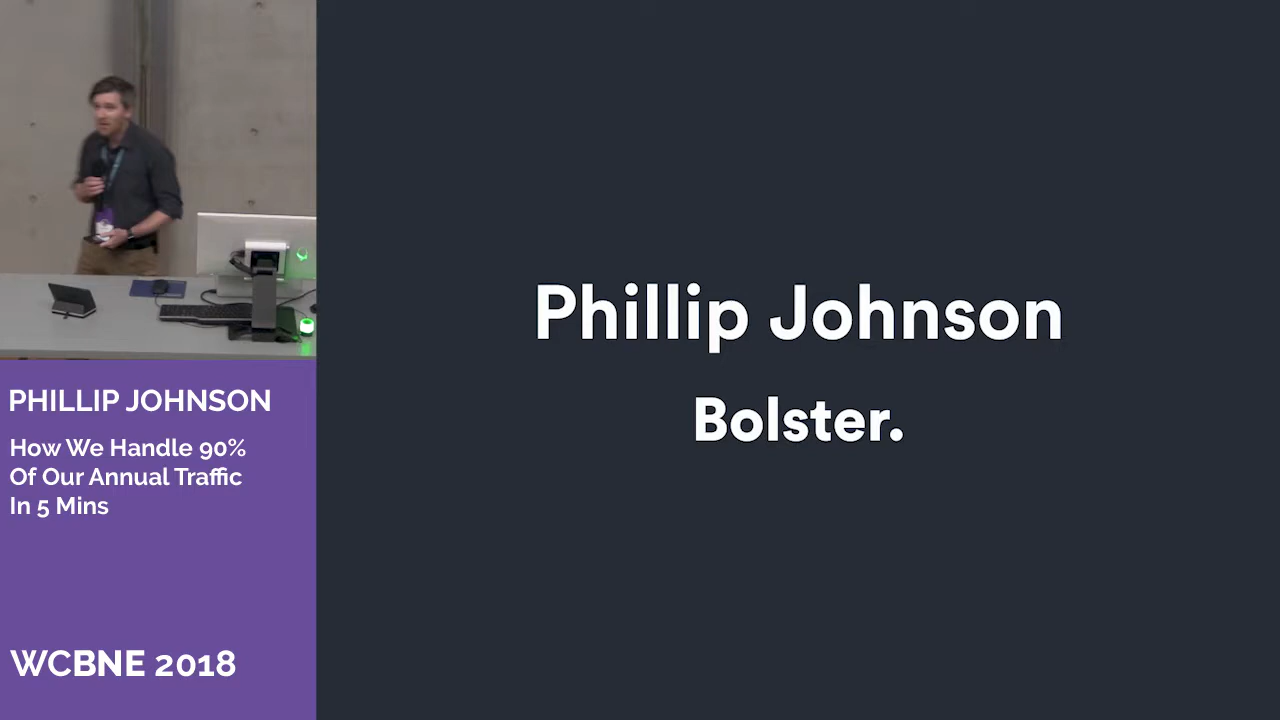 PHILLIP JOHNSON
How We Handle 90%
Of Our Annual Traffic
In 5 Mins
WCBNE 2018
Phillip Johnson
Bolster.